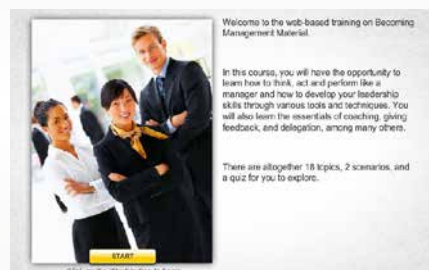 Welcome to the web-based training on Becoming
Management Material.
In this course, you will have the opportunity to
learn how to think, act and perform like a
manager and how to develop your leadership
skills through various tools and techniques. You
will also learn the essentials of coaching, giving
feedback, and delegation, among many others.
There are altogether 18 topics, 2 scenarios, and
a quiz for you to explore.
START